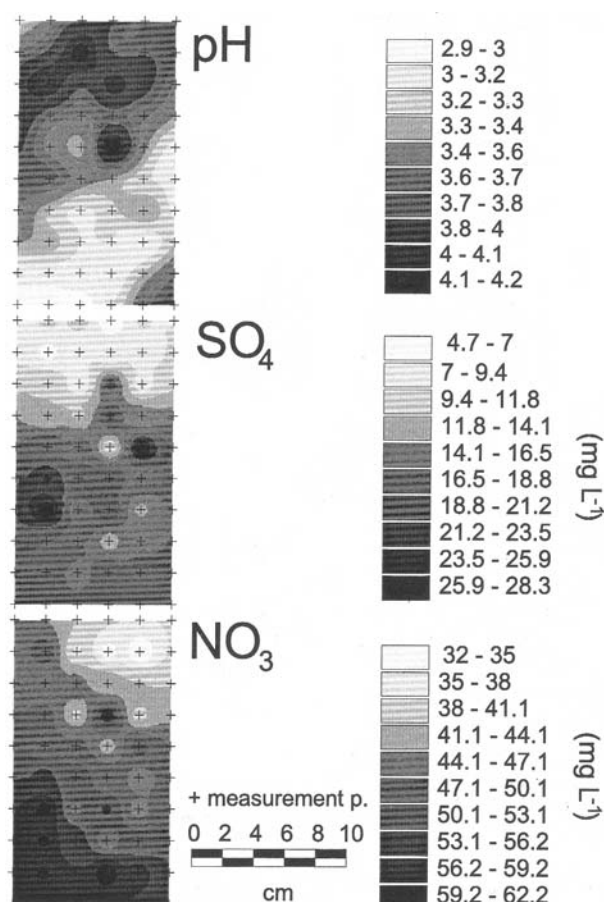 pH
2.9 - 3
3 - 3.2
3.2 - 3.3
3.3 - 3.4
3.4 - 3.6
3.6 - 3.7
3.7 - 3.8
3.8 - 4
4 - 4.1
4.1 - 4.2
SO₄
4.7 - 7
7 - 9.4
9.4 - 11.8
11.8 - 14.1
14.1 - 16.5
16.5 - 18.8
18.8 - 21.2
21.2 - 23.5
23.5 - 25.9
25.9 - 28.3
(mg L⁻¹)
NO₃
32 - 35
35 - 38
38 - 41.1
41.1 - 44.1
44.1 - 47.1
47.1 - 50.1
50.1 - 53.1
53.1 - 56.2
56.2 - 59.2
59.2 - 62.2
(mg L⁻¹)
+ measurement p.
0 2 4 6 8 10
cm